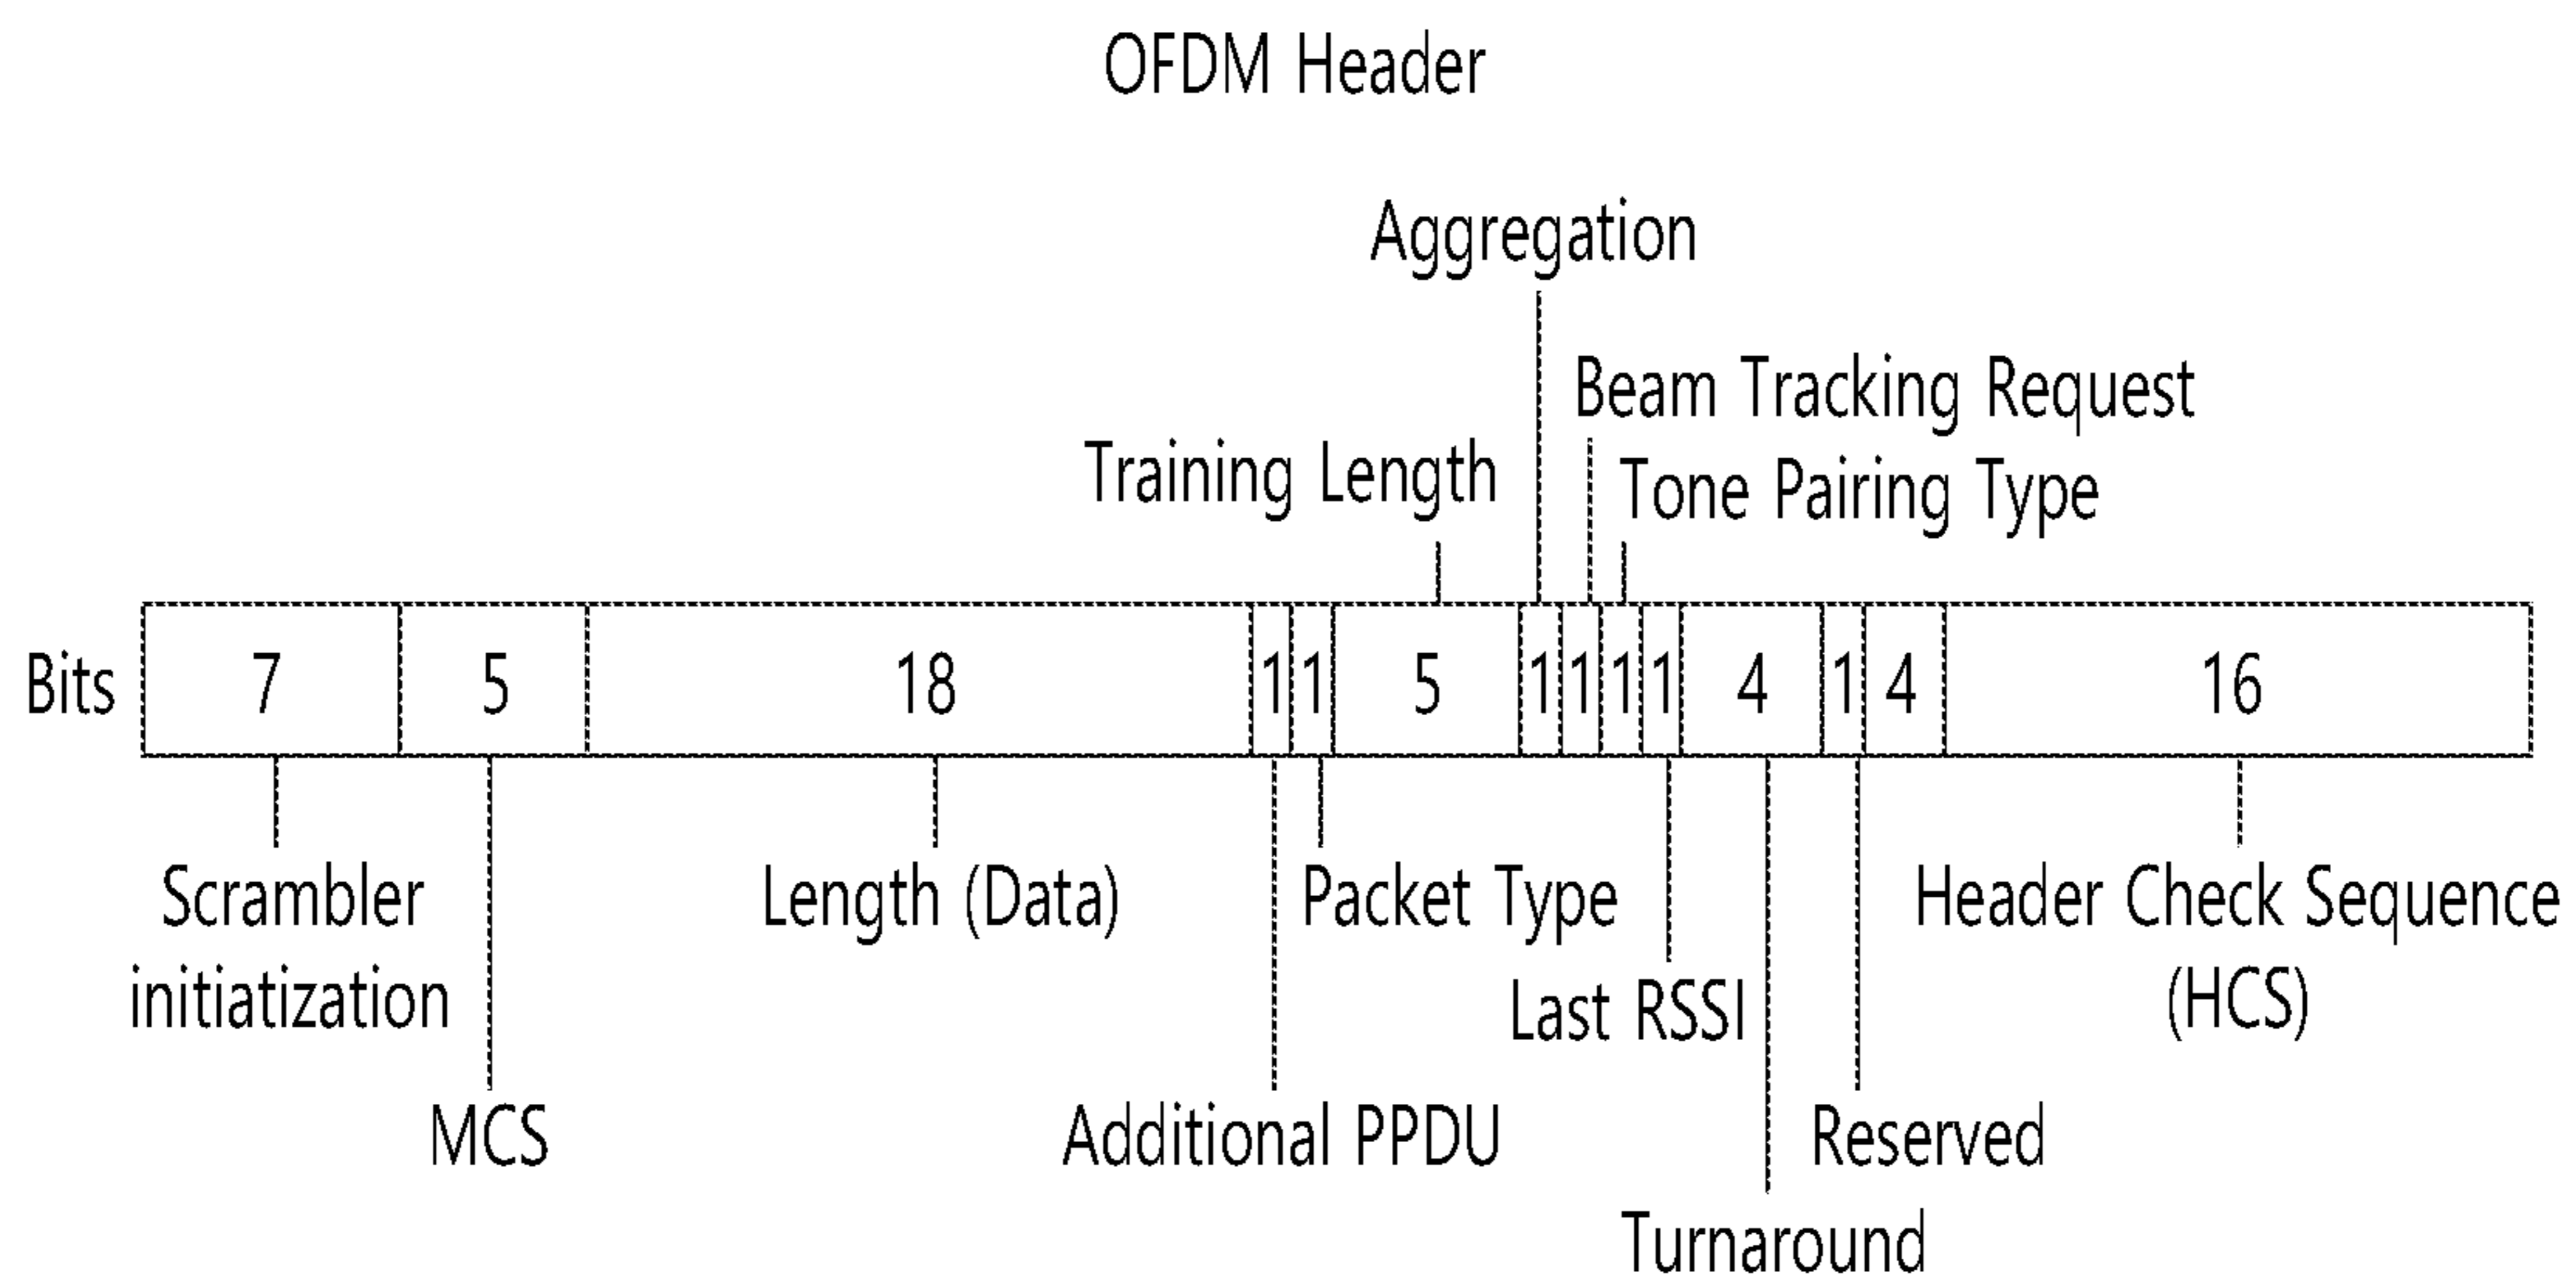 OFDM Header
Aggregation
Beam Tracking Request
Training Length
Tone Pairing Type
Bits 7 5 18 1 1 5 1 1 1 1 4 1 4 16
Scrambler
initiatization
Length (Data)
Packet Type
Header Check Sequence
(HCS)
Last RSSI
MCS
Additional PPDU
Reserved
Turnaround